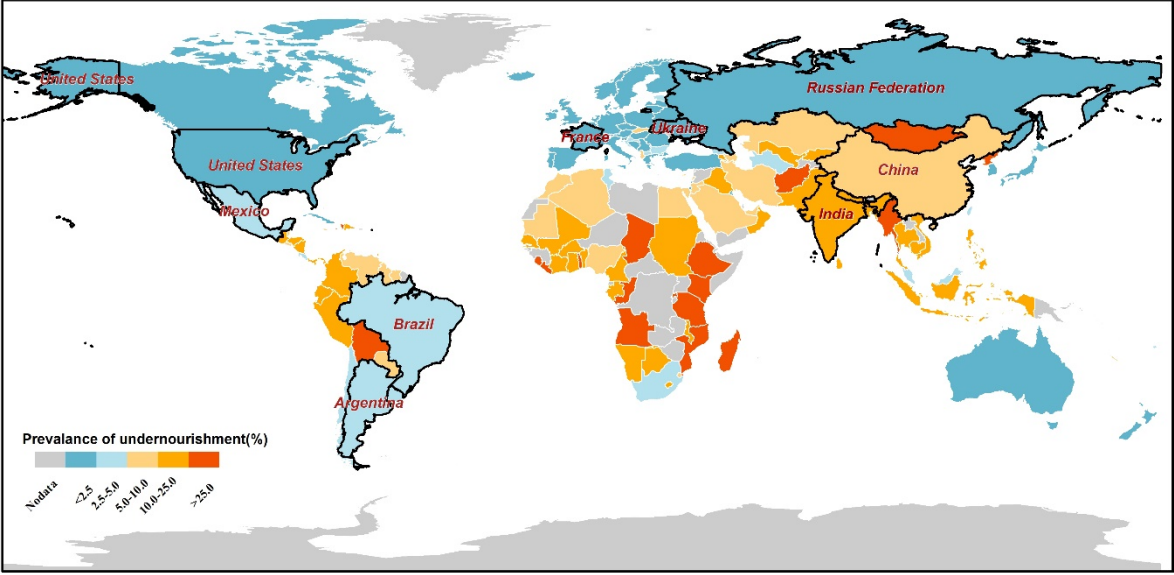 United States
Russian Federation
France
Ukraine
United States
China
Mexico
India
Brazil
Argentina
Prevalance of undernourishment(%)
Nodata
<2.5
2.5-5.0
5.0-10.0
10.0-25.0
>25.0